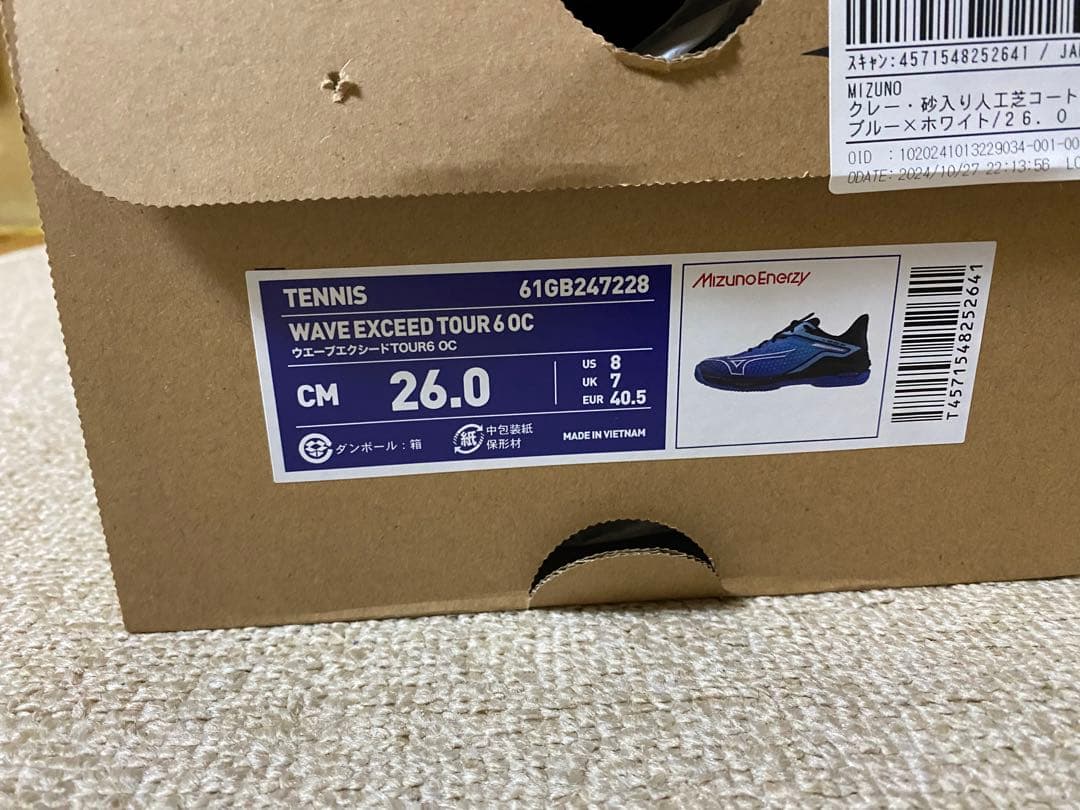 スキャン:4571548252641 / JA
MIZUNO
クレー・砂入り人工芝コート
ブルー×ホワイト/26.0
OID :1020241013229034-001-00
ODATE: 2024/10/27 22:13:56 LO
TENNIS 61GB247228
WAVE EXCEED TOUR 6 OC
ウエーブエクシードTOUR6 OC
CM 26.0
US 8
UK 7
EUR 40.5
ダンボール:箱
紙
中包装紙
保形材
MADE IN VIETNAM
Mizuno Enerzy
T4571548252641